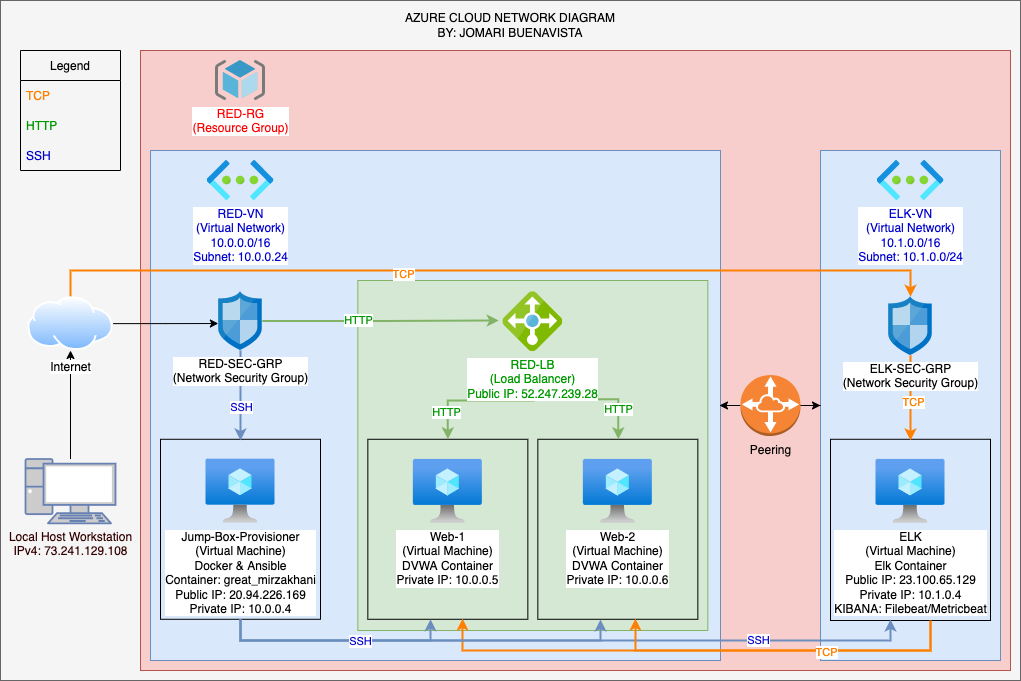 AZURE CLOUD NETWORK DIAGRAM
BY: JOMARI BUENAVISTA
Legend
TCP
HTTP
SSH
RED-RG
(Resource Group)
RED-VN
(Virtual Network)
10.0.0.0/16
Subnet: 10.0.0.24
ELK-VN
(Virtual Network)
10.1.0.0/16
Subnet: 10.1.0.0/24
TCP
Internet
HTTP
RED-SEC-GRP
(Network Security Group)
RED-LB
(Load Balancer)
Public IP: 52.247.239.28
ELK-SEC-GRP
(Network Security Group)
SSH
HTTP
HTTP
TCP
Peering
Local Host Workstation
IPv4: 73.241.129.108
Jump-Box-Provisioner
(Virtual Machine)
Docker & Ansible
Container: great_mirzakhani
Public IP: 20.94.226.169
Private IP: 10.0.0.4
Web-1
(Virtual Machine)
DVWA Container
Private IP: 10.0.0.5
Web-2
(Virtual Machine)
DVWA Container
Private IP: 10.0.0.6
ELK
(Virtual Machine)
Elk Container
Public IP: 23.100.65.129
Private IP: 10.1.0.4
KIBANA: Filebeat/Metricbeat
SSH
SSH
TCP